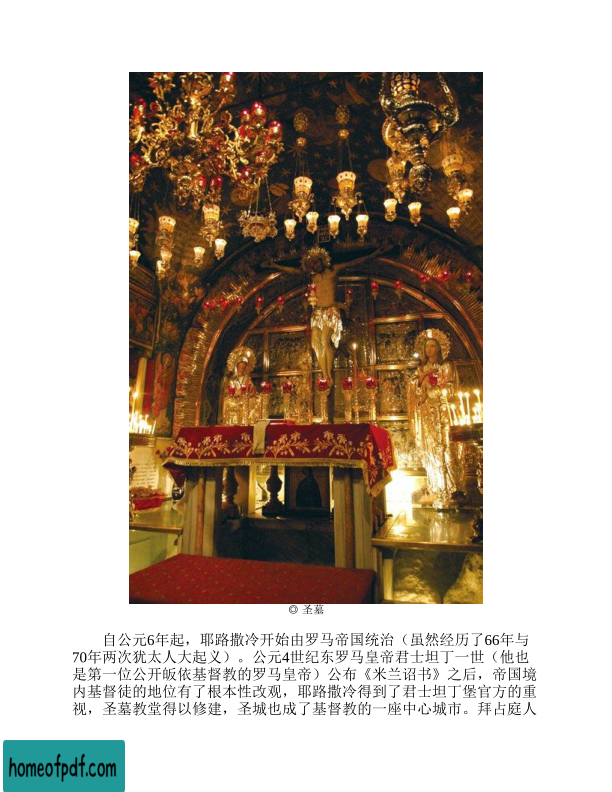 ◎ 圣墓
自公元6年起，耶路撒冷开始由罗马帝国统治（虽然经历了66年与
70年两次犹太人大起义）。公元4世纪东罗马皇帝君士坦丁一世（他也
是第一位公开皈依基督教的罗马皇帝）公布《米兰诏书》之后，帝国境
内基督徒的地位有了根本性改观，耶路撒冷得到了君士坦丁堡官方的重
视，圣墓教堂得以修建，圣城也成了基督教的一座中心城市。拜占庭人
homeofpdf.com